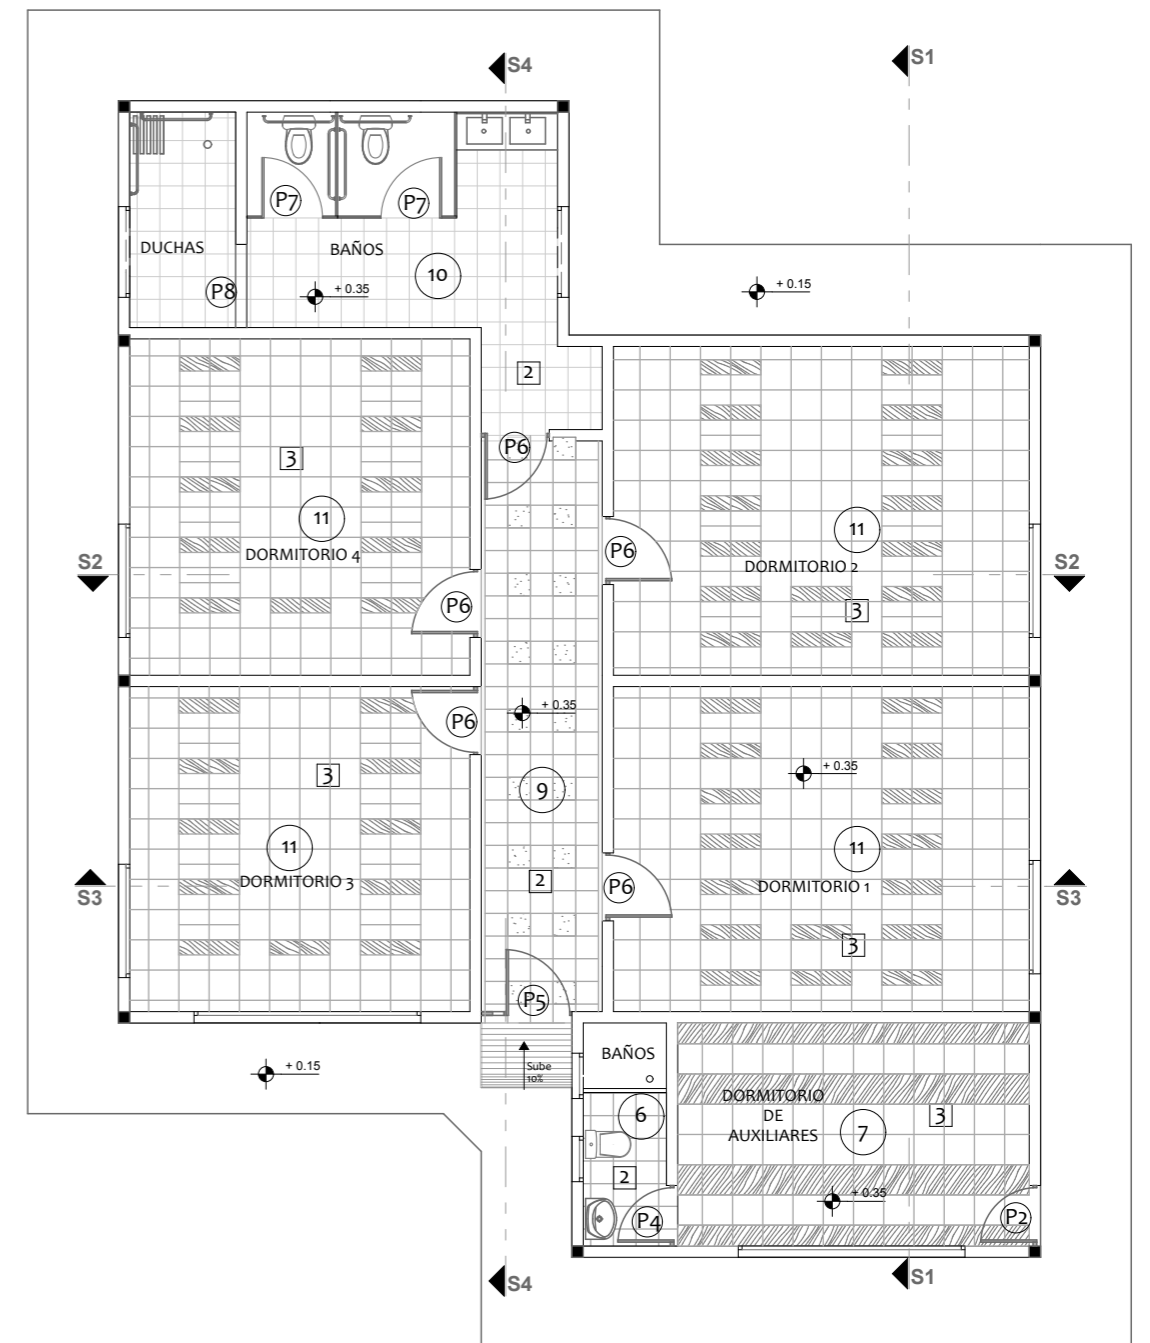 S1
S4
P7
P7
DUCHAS
BAÑOS
10
P8
+ 0.35
+ 0.15
2
P6
3
11
DORMITORIO 4
P6
11
DORMITORIO 2
S2
S2
P6
3
P6
+ 0.35
3
9
+ 0.35
11
DORMITORIO 3
11
DORMITORIO 1
S3
2
P6
S3
3
P5
+ 0.15
Sube
10%
BAÑOS
DORMITORIO
DE
AUXILIARES
6
7
3
2
+ 0.35
P4
P2
S4
S1